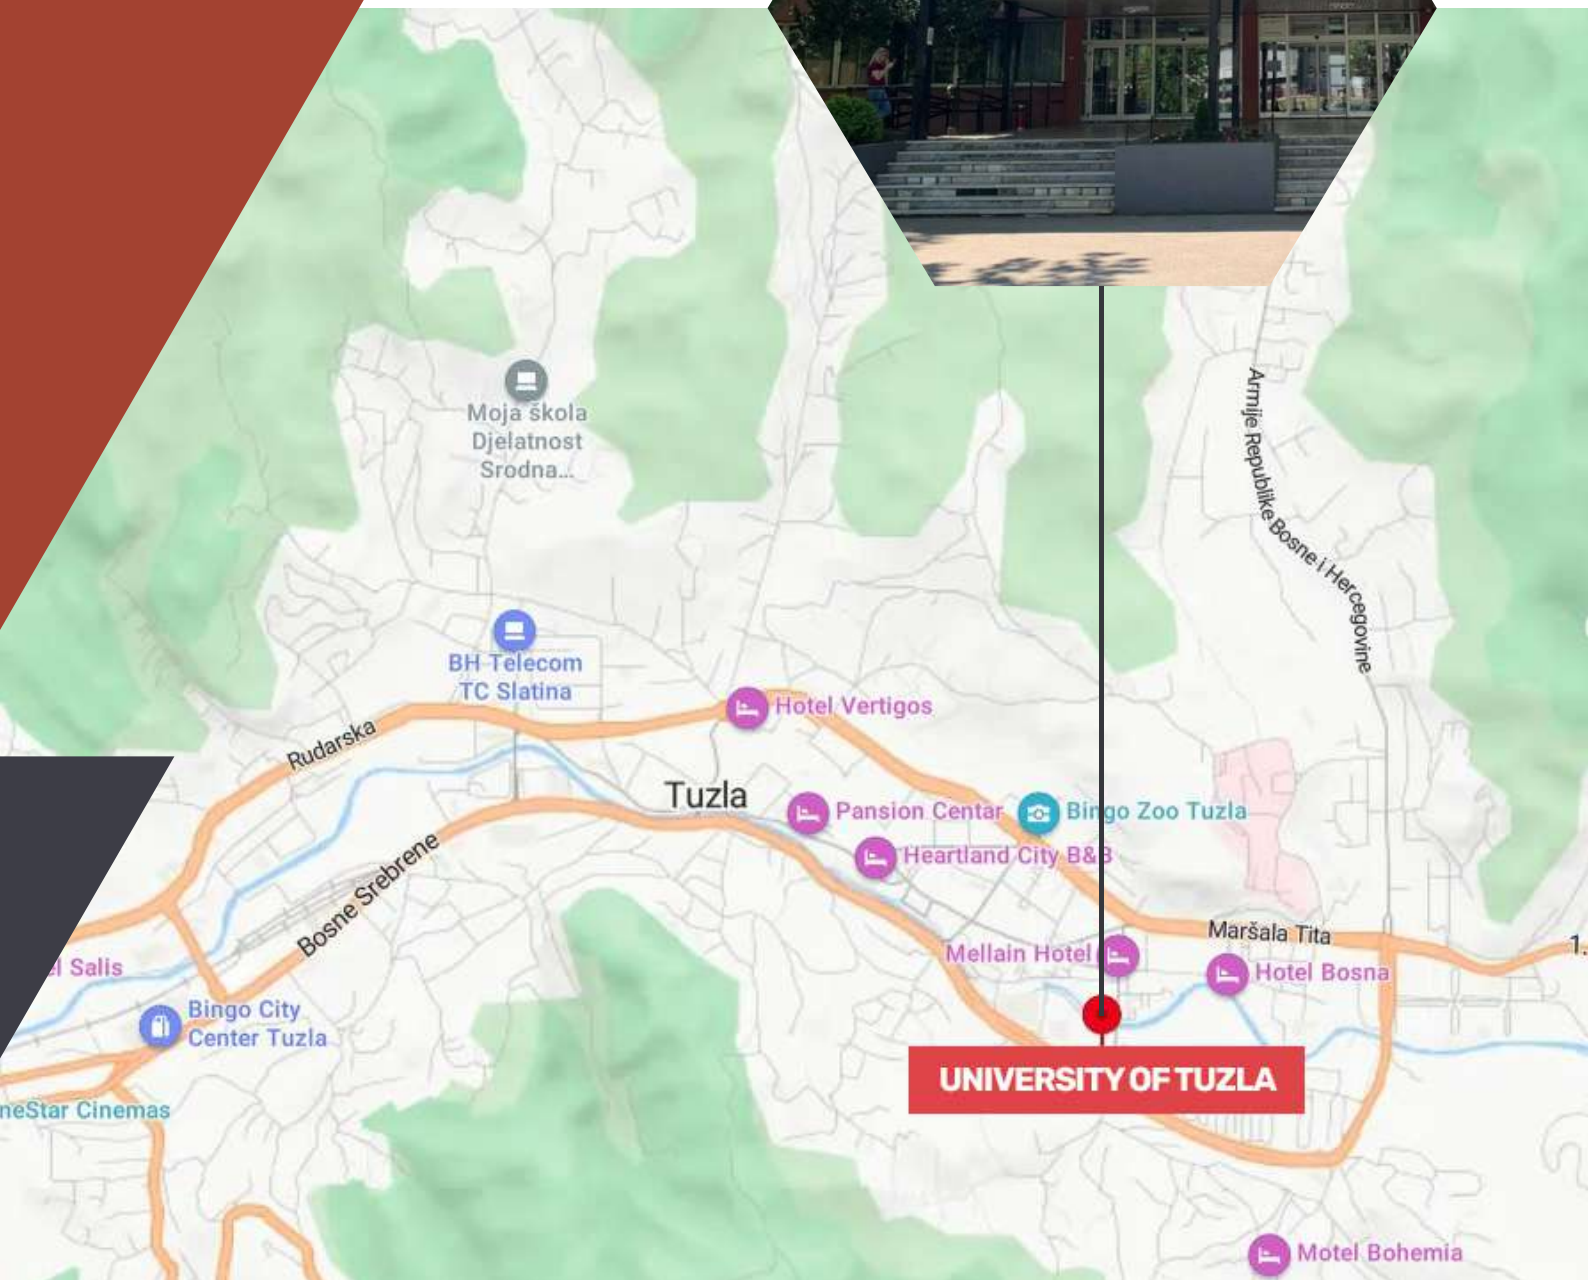 Armije Republike Bosne i Hercegovine
Moja škola
Djelatnost
Srodna...
BH Telecom
TC Slatina
Hotel Vertigos
Rudarska
Tuzla
Pansion Centar
Bingo Zoo Tuzla
Heartland City B&B
Bosne Srebrene
Maršala Tita
1.
Mellain Hotel
Hotel Bosna
el Salis
Bingo City
Center Tuzla
UNIVERSITY OF TUZLA
neStar Cinemas
Motel Bohemia